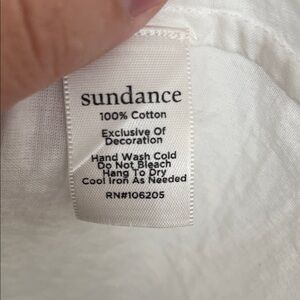 sundance
100% Cotton
Exclusive Of
Decoration
Hand Wash Cold
Do Not Bleach
Hang To Dry
Cool Iron As Needed
RN#106205